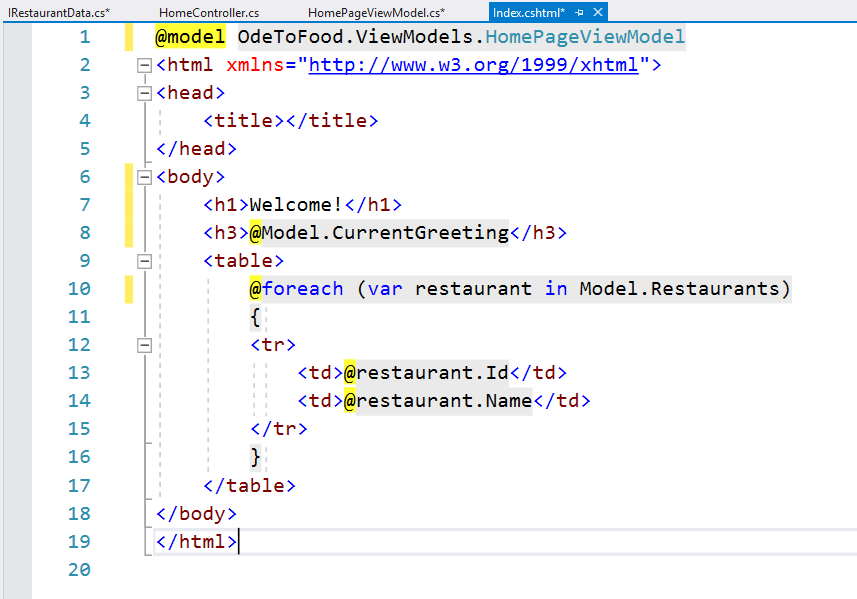 IRestaurantData.cs* HomeController.cs HomePageViewModel.cs* Index.cshtml*
1 @model OdeToFood.ViewModels.HomePageViewModel
2 <html xmlns="http://www.w3.org/1999/xhtml">
3 <head>
4 <title></title>
5 </head>
6 <body>
7 <h1>Welcome!</h1>
8 <h3>@Model.CurrentGreeting</h3>
9 <table>
10 @foreach (var restaurant in Model.Restaurants)
11 {
12 <tr>
13 <td>@restaurant.Id</td>
14 <td>@restaurant.Name</td>
15 </tr>
16 }
17 </table>
18 </body>
19 </html>
20